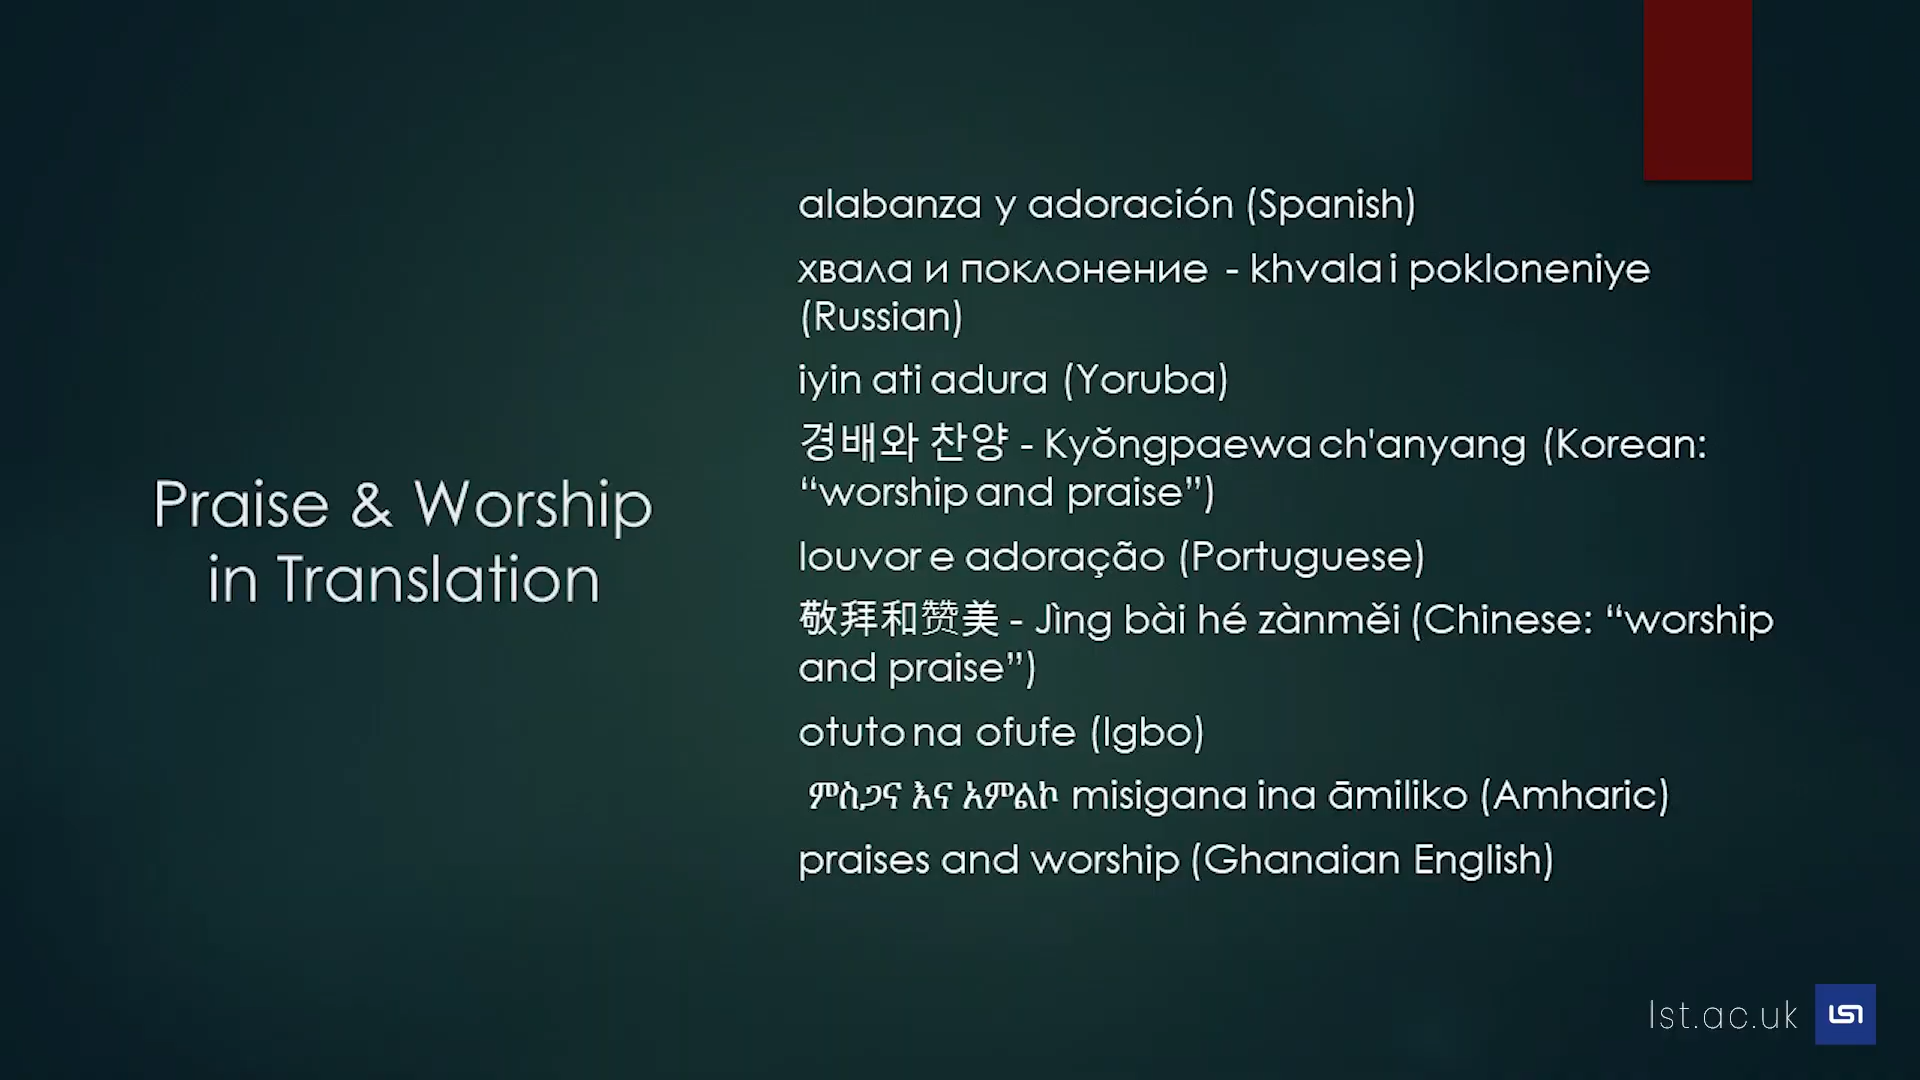 Praise & Worship
in Translation
alabanza y adoración (Spanish)
хвала и поклонение - khvala i pokloneniye
(Russian)
iyin ati adura (Yoruba)
경배와 찬양 - Kyŏngpaewa ch'anyang (Korean:
“worship and praise”)
louvor e adoração (Portuguese)
敬拜和赞美 - Jìng bài hé zànměi (Chinese: “worship
and praise”)
otuto na ofufe (Igbo)
ምስጋና እና አምልኮ misigana ina āmiliko (Amharic)
praises and worship (Ghanaian English)
lst.ac.uk LST